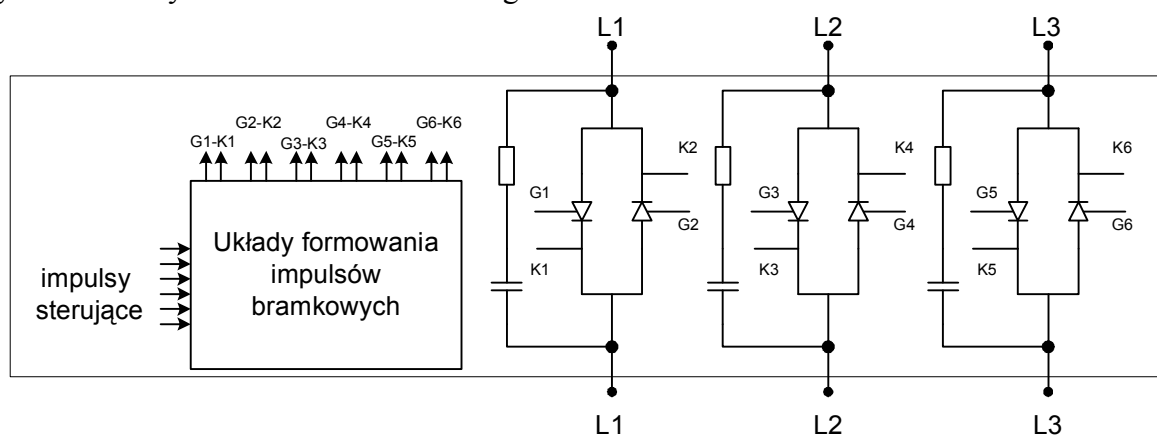 L1
L2
L3
G1-K1
G2-K2
G3-K3
G4-K4
G5-K5
G6-K6
Układy formowania
impulsów
bramkowych
impulsy
sterujące
G1
K1
K2
G2
G3
K3
K4
G4
G5
K5
K6
G6
L1
L2
L3